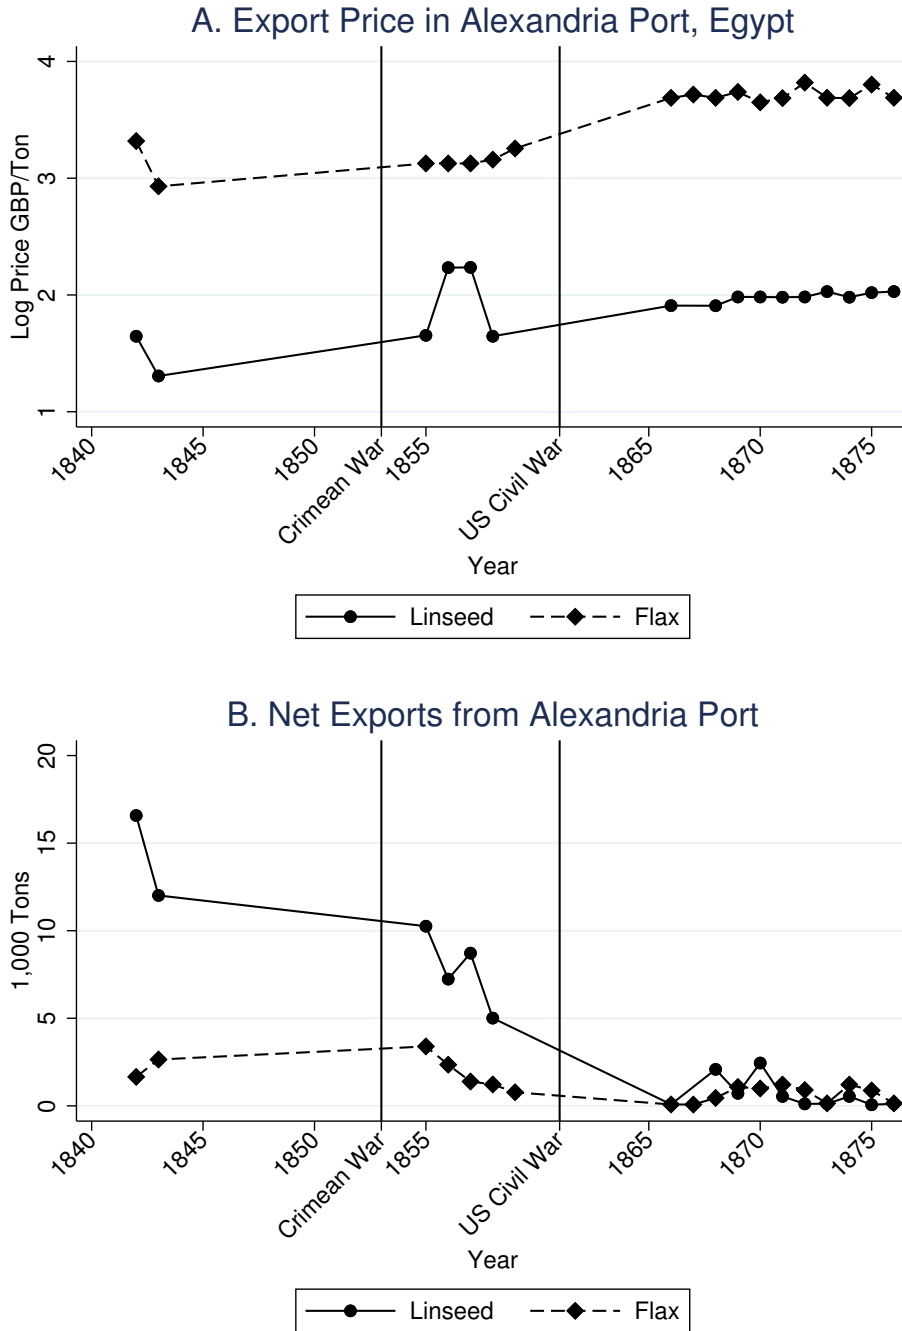 A. Export Price in Alexandria Port, Egypt
Log Price GBP/Ton
4
3
2
1
1840
1845
1850
Crimean War
1855
US Civil War
1865
1870
1875
Year
Linseed
Flax
B. Net Exports from Alexandria Port
1,000 Tons
20
15
10
5
0
1840
1845
1850
Crimean War
1855
US Civil War
1865
1870
1875
Year
Linseed
Flax